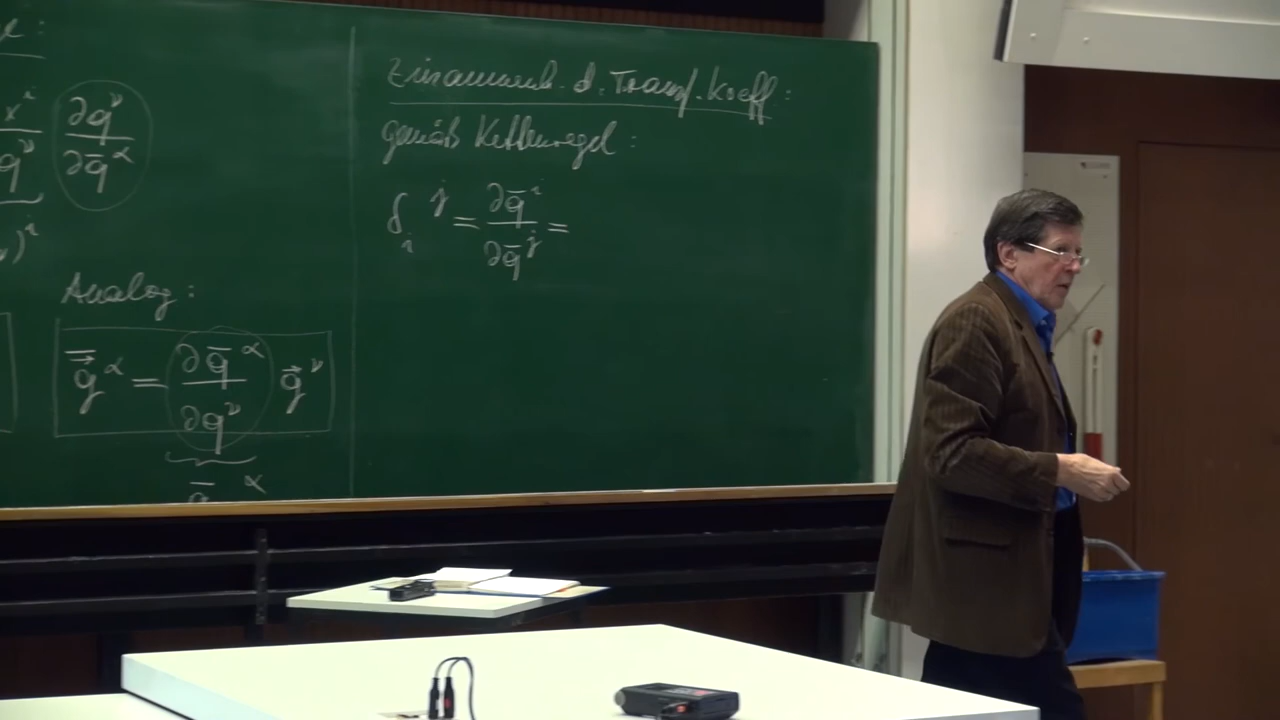 x^i ∂q^ν
q^ν ∂q̄^α
)^i
Analog:
g̅⃗^α = ∂q̄^α / ∂q^ν g⃗^ν
α
Zusammenh. d. Transf. Koeff:
gemäß Kettenregel:
δ_i^j = ∂q̄^i / ∂q̄^j =